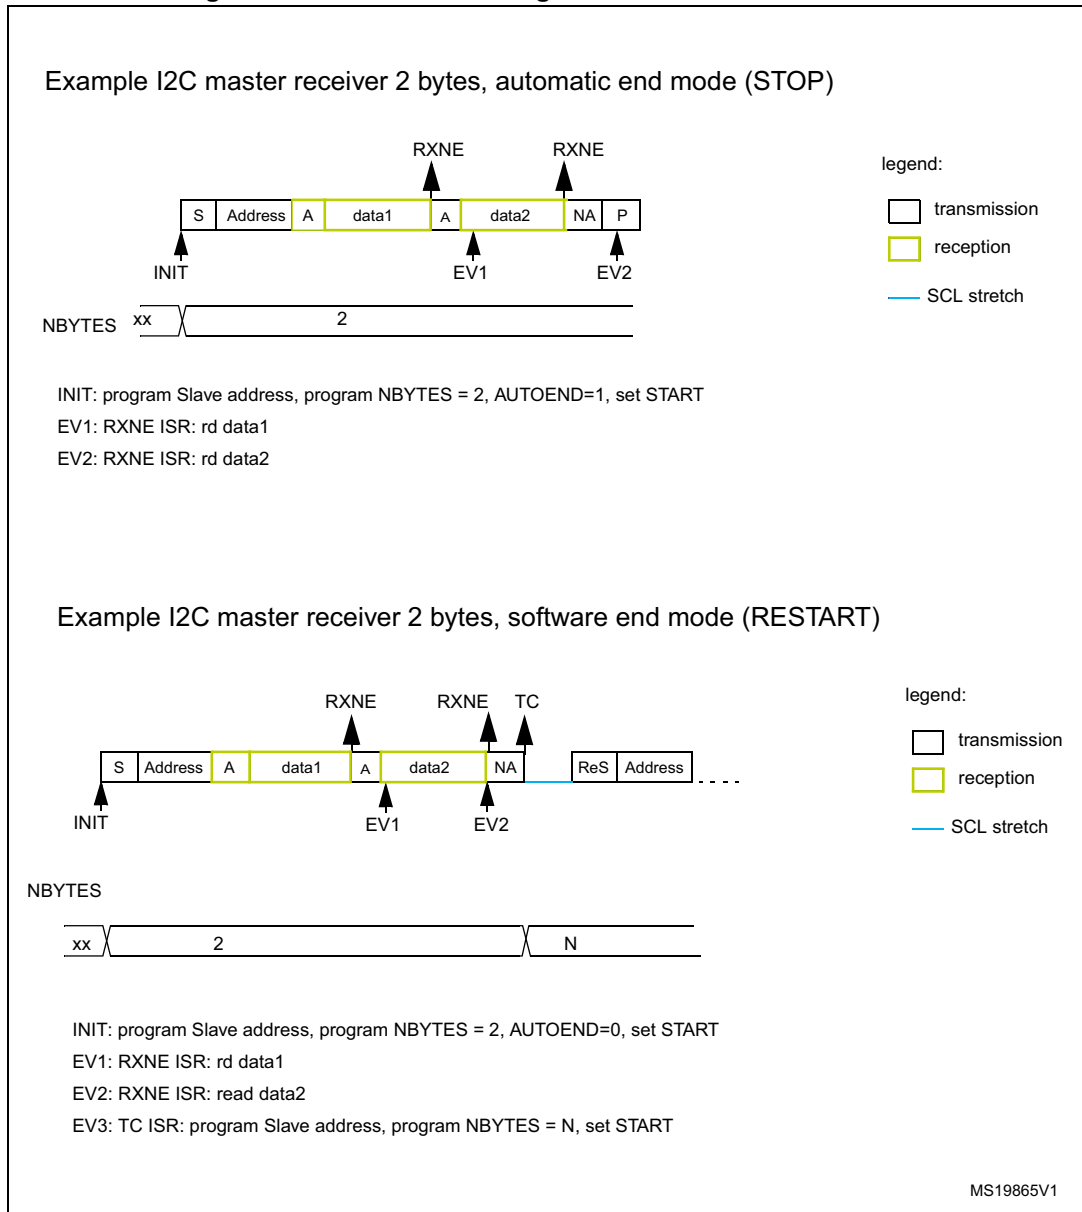 Example I2C master receiver 2 bytes, automatic end mode (STOP)
RXNE RXNE
legend:
S Address A data1 A data2 NA P
transmission
reception
INIT EV1 EV2
SCL stretch
NBYTES xx 2
INIT: program Slave address, program NBYTES = 2, AUTOEND=1, set START
EV1: RXNE ISR: rd data1
EV2: RXNE ISR: rd data2
Example I2C master receiver 2 bytes, software end mode (RESTART)
RXNE RXNE TC
legend:
S Address A data1 A data2 NA ReS Address
transmission
reception
INIT EV1 EV2
SCL stretch
NBYTES
xx 2 N
INIT: program Slave address, program NBYTES = 2, AUTOEND=0, set START
EV1: RXNE ISR: rd data1
EV2: RXNE ISR: read data2
EV3: TC ISR: program Slave address, program NBYTES = N, set START
MS19865V1